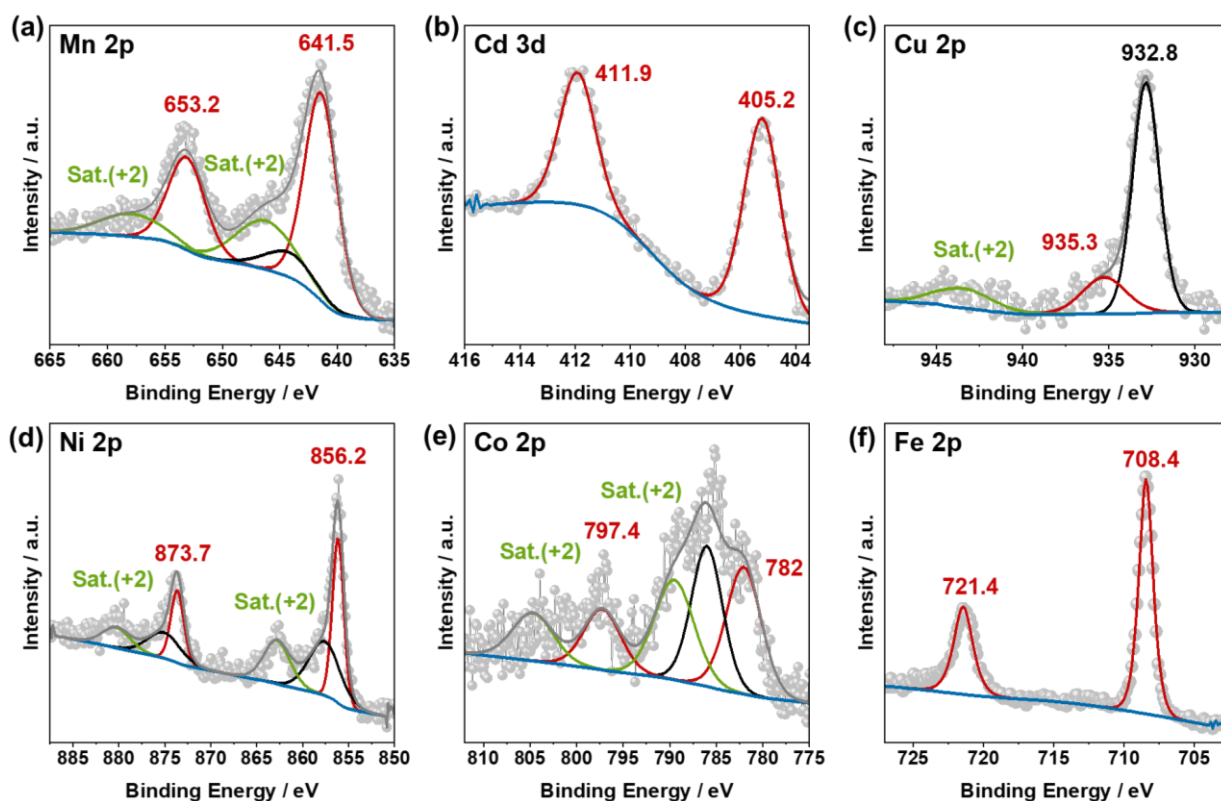 (a) Mn 2p
641.5
653.2
Sat.(+2)
Sat.(+2)
Intensity / a.u.
665 660 655 650 645 640 635
Binding Energy / eV
(b) Cd 3d
411.9
405.2
Intensity / a.u.
416 414 412 410 408 406 404
Binding Energy / eV
(c) Cu 2p
932.8
935.3
Sat.(+2)
Intensity / a.u.
945 940 935 930
Binding Energy / eV
(d) Ni 2p
856.2
873.7
Sat.(+2)
Sat.(+2)
Intensity / a.u.
885 880 875 870 865 860 855 850
Binding Energy / eV
(e) Co 2p
Sat.(+2)
797.4
Sat.(+2)
782
Intensity / a.u.
810 805 800 795 790 785 780 775
Binding Energy / eV
(f) Fe 2p
708.4
721.4
Intensity / a.u.
725 720 715 710 705
Binding Energy / eV